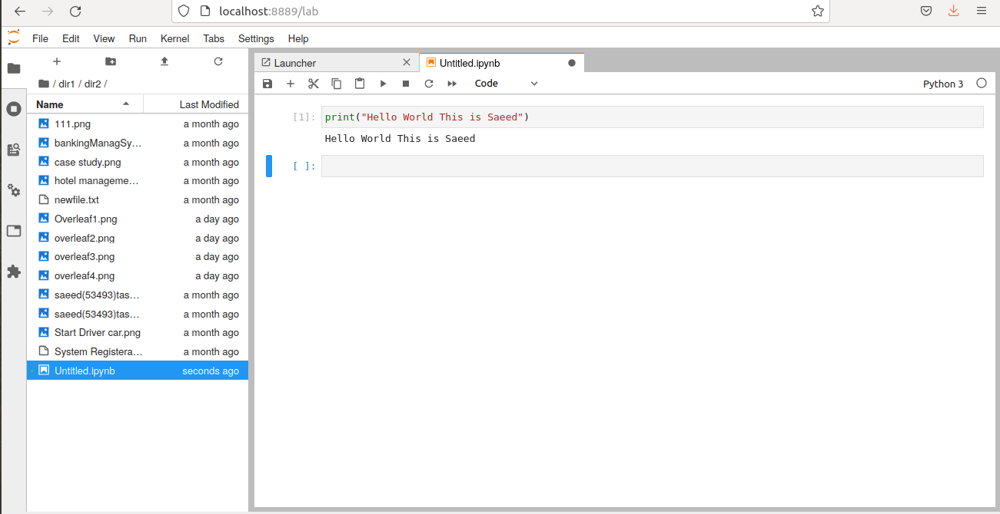 localhost:8889/lab
File Edit View Run Kernel Tabs Settings Help
/ dir1 / dir2 /
Name Last Modified
111.png a month ago
bankingManagSy… a month ago
case study.png a month ago
hotel manageme… a month ago
newfile.txt a month ago
Overleaf1.png a day ago
overleaf2.png a day ago
overleaf3.png a day ago
overleaf4.png a day ago
saeed(53493)tas… a month ago
saeed(53493)tas… a month ago
Start Driver car.png a month ago
System Registera… a month ago
Untitled.ipynb seconds ago
Launcher Untitled.ipynb
Code Python 3
[1]: print("Hello World This is Saeed")
Hello World This is Saeed
[ ]: